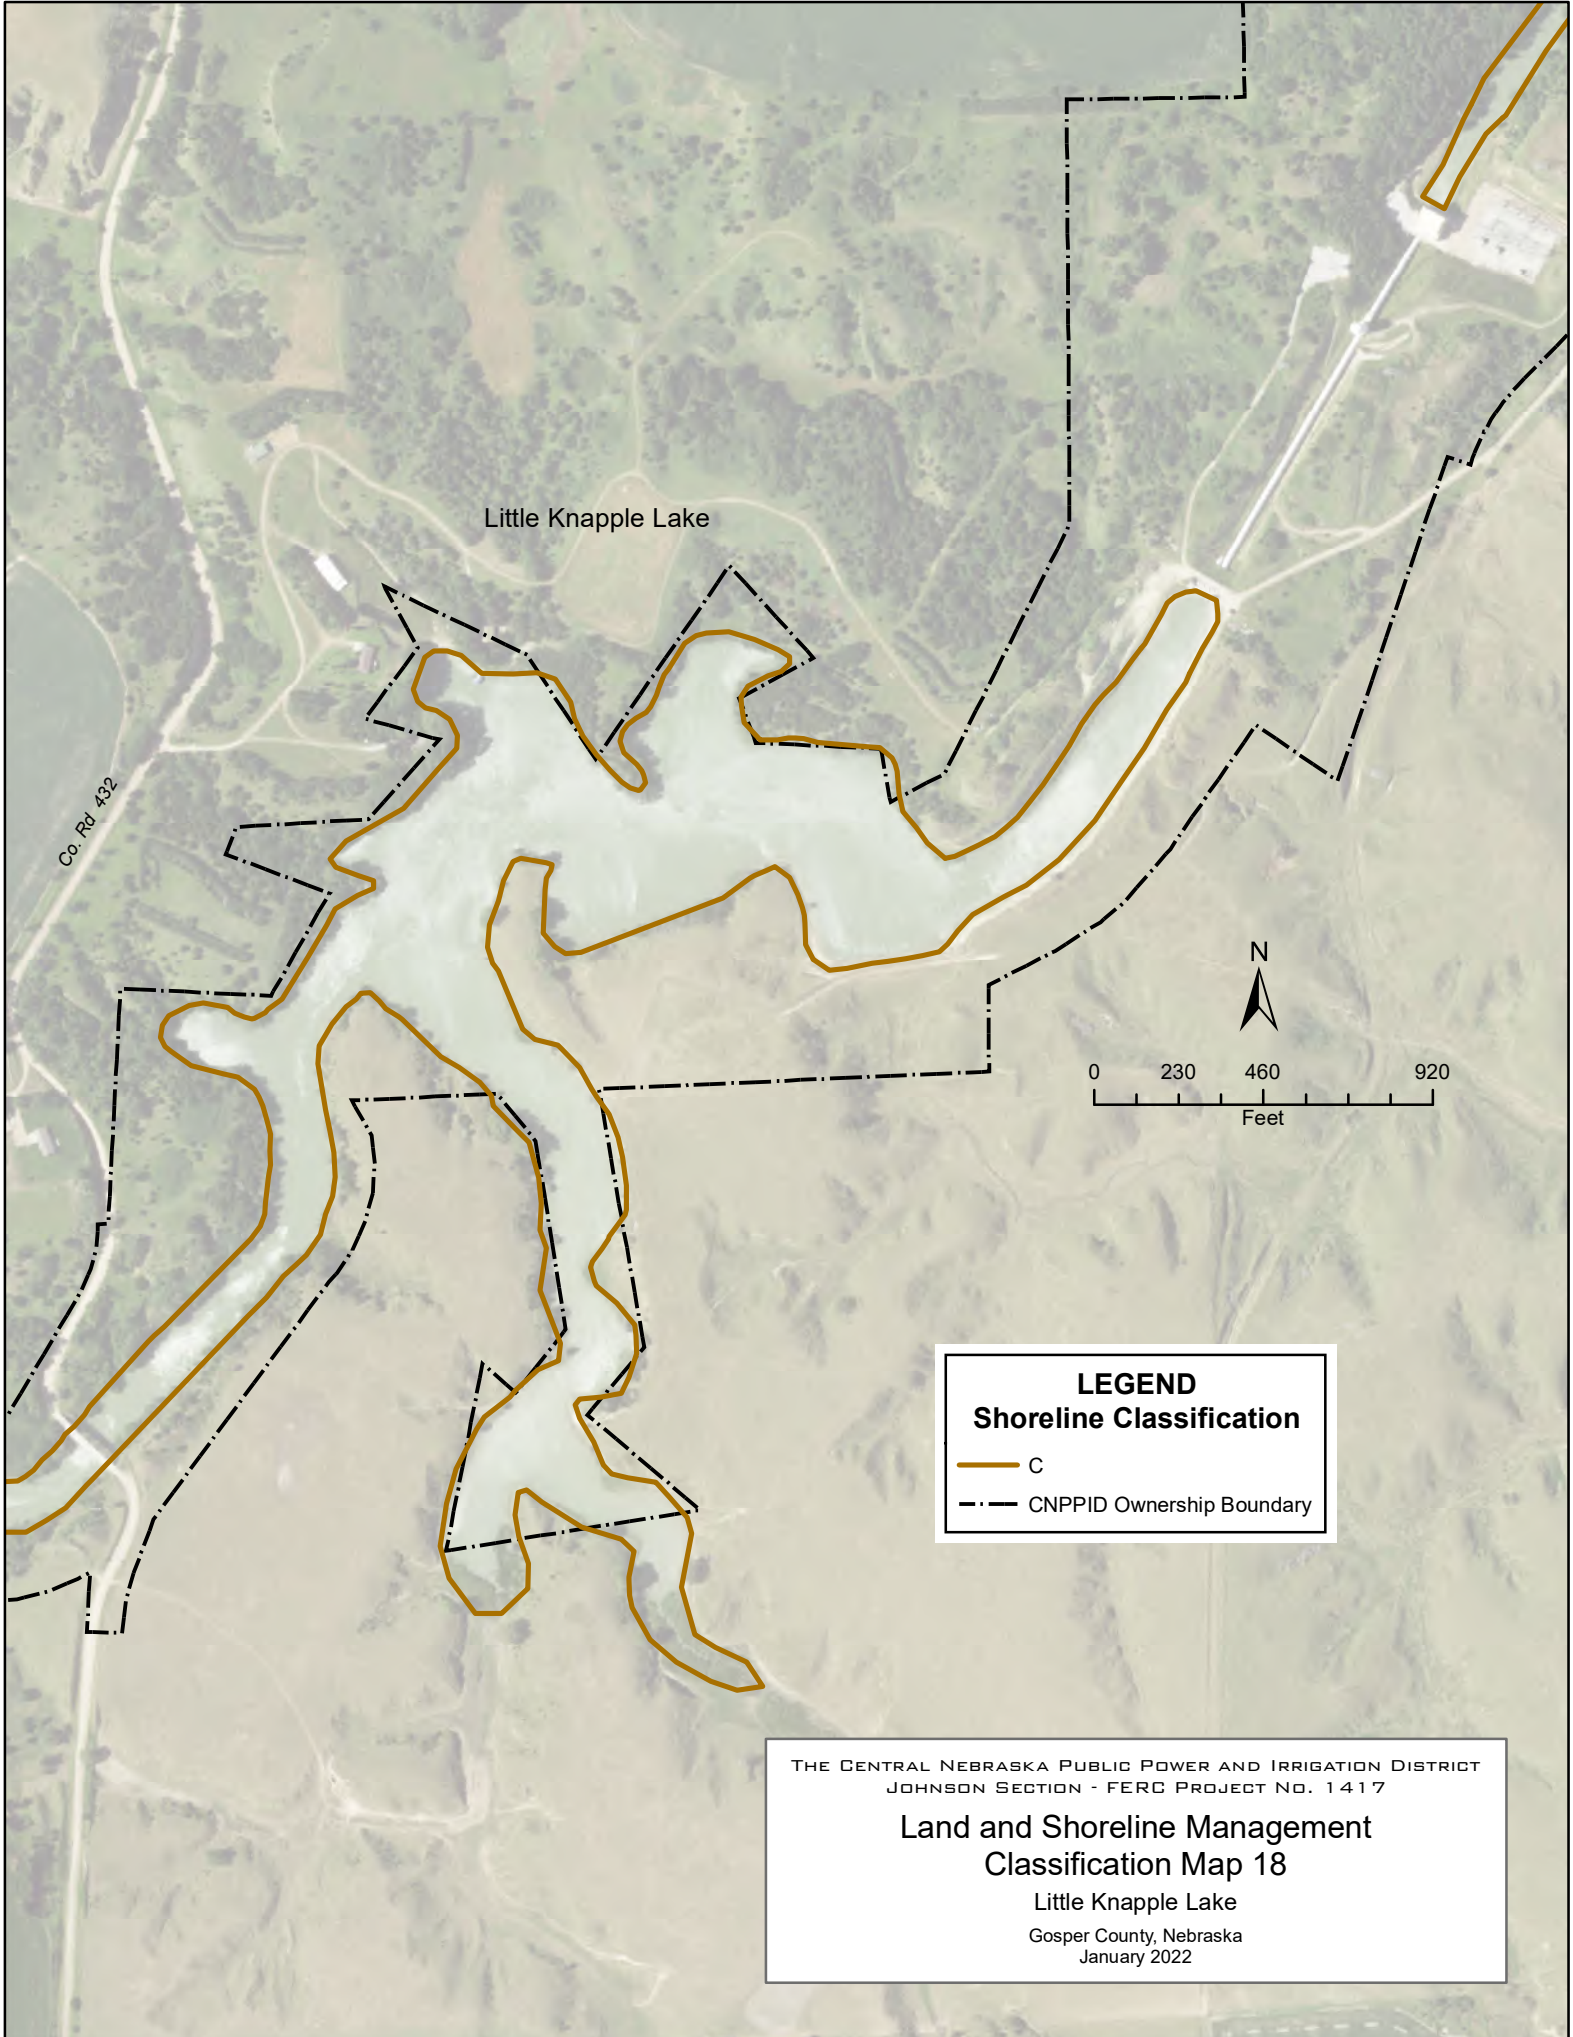 Little Knapple Lake
Co. Rd 432
N
0 230 460 920
Feet
LEGEND
Shoreline Classification
C
CNPPID Ownership Boundary
THE CENTRAL NEBRASKA PUBLIC POWER AND IRRIGATION DISTRICT
JOHNSON SECTION - FERC PROJECT NO. 1417
Land and Shoreline Management
Classification Map 18
Little Knapple Lake
Gosper County, Nebraska
January 2022